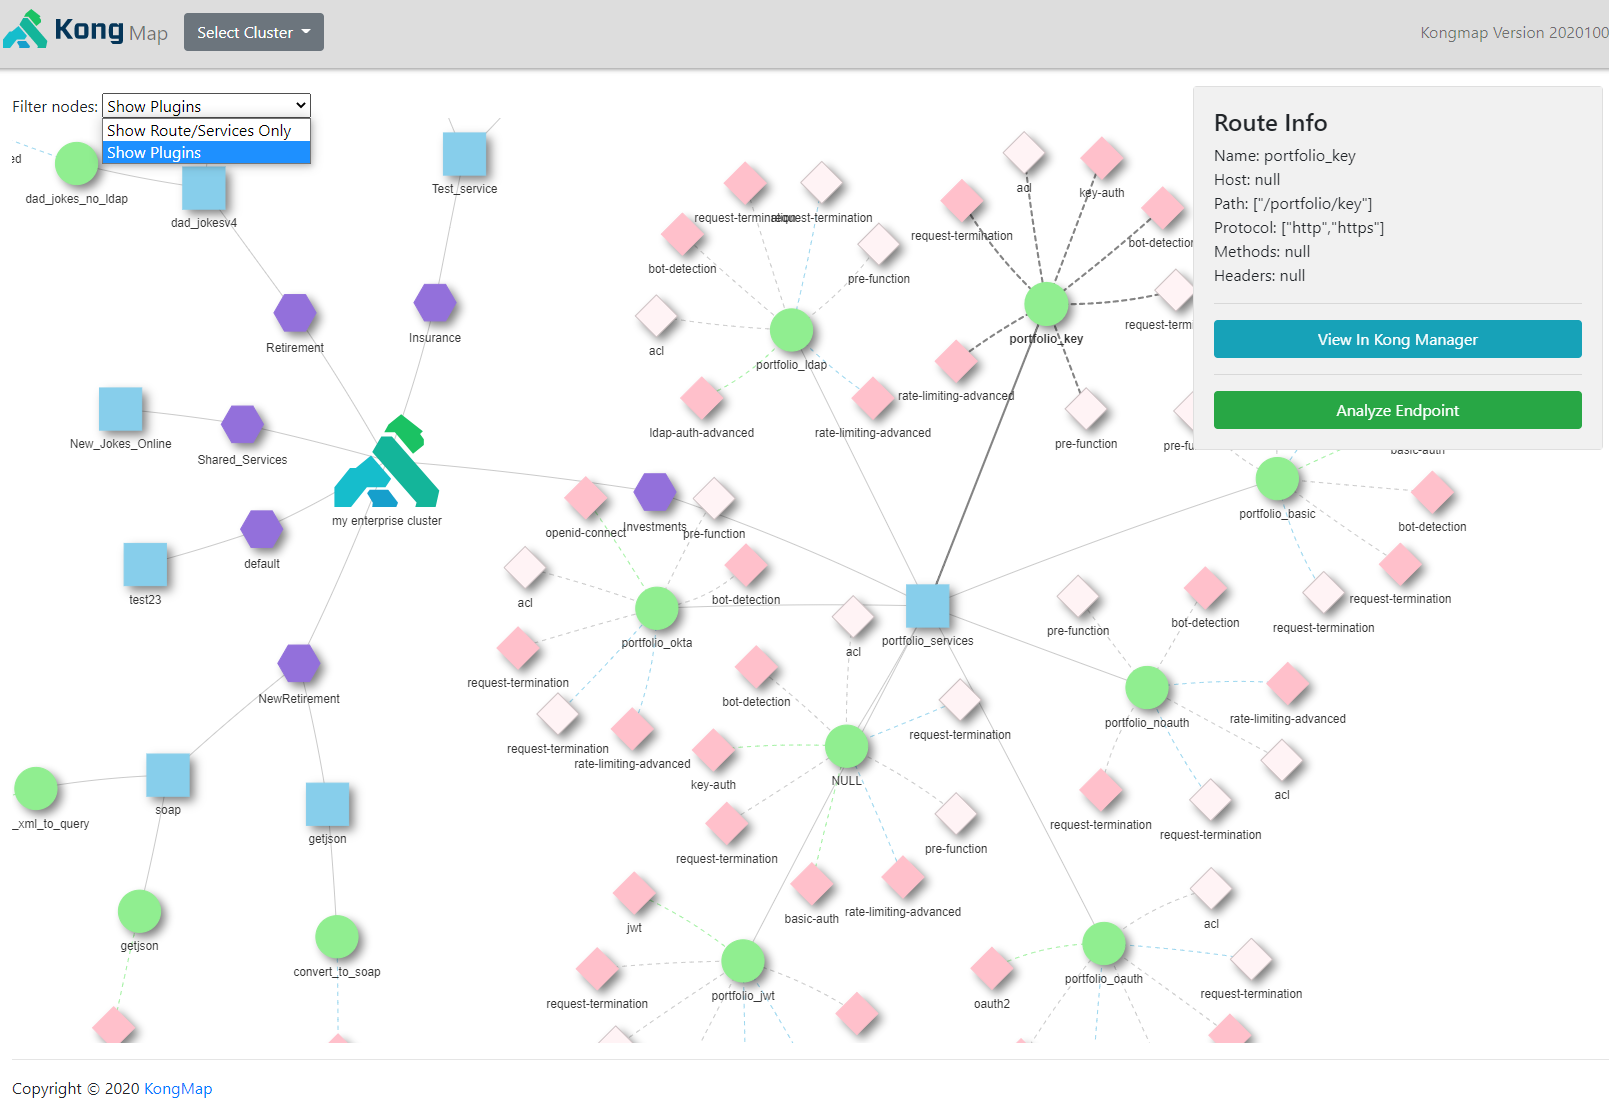 Kong Map
Select Cluster
Kongmap Version 2020100
Filter nodes: Show Plugins
Show Route/Services Only
Show Plugins
ed
dad_jokes_no_ldap
dad_jokesv4
Test_service
Retirement
Insurance
New_Jokes_Online
Shared_Services
my enterprise cluster
default
test23
NewRetirement
soap
_xml_to_query
getjson
getjson
convert_to_soap
request-termination
request-termination
bot-detection
pre-function
acl
portfolio_ldap
ldap-auth-advanced
rate-limiting-advanced
acl
key-auth
request-termination
bot-detection
request-termi
portfolio_key
rate-limiting-advanced
pre-function
pre-fu
basic-auth
portfolio_basic
bot-detection
request-termination
request-termination
Investments
openid-connect
pre-function
acl
bot-detection
portfolio_okta
request-termination
request-termination
rate-limiting-advanced
portfolio_services
acl
bot-detection
request-termination
key-auth
NULL
request-termination
pre-function
basic-auth
rate-limiting-advanced
pre-function
bot-detection
portfolio_noauth
rate-limiting-advanced
acl
request-termination
request-termination
jwt
request-termination
portfolio_jwt
acl
oauth2
portfolio_oauth
request-termination
Route Info
Name: portfolio_key
Host: null
Path: ["/portfolio/key"]
Protocol: ["http","https"]
Methods: null
Headers: null
View In Kong Manager
Analyze Endpoint
Copyright © 2020 KongMap